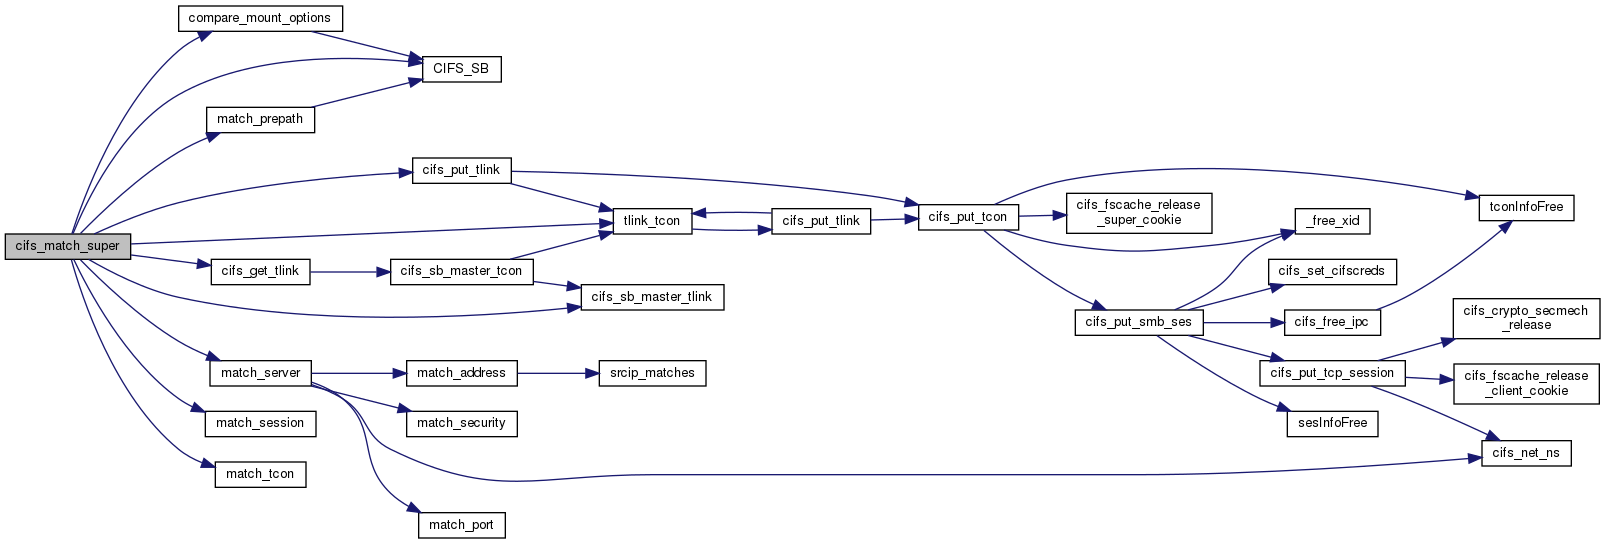 compare_mount_options
CIFS_SB
match_prepath
cifs_put_tlink
cifs_match_super
tlink_tcon
cifs_put_tlink
cifs_put_tcon
cifs_fscache_release
_super_cookie
tconInfoFree
_free_xid
cifs_get_tlink
cifs_sb_master_tcon
cifs_sb_master_tlink
cifs_set_cifscreds
cifs_put_smb_ses
cifs_free_ipc
cifs_crypto_secmech
_release
match_server
match_address
srcip_matches
cifs_put_tcp_session
cifs_fscache_release
_client_cookie
match_session
match_security
sesInfoFree
cifs_net_ns
match_tcon
match_port